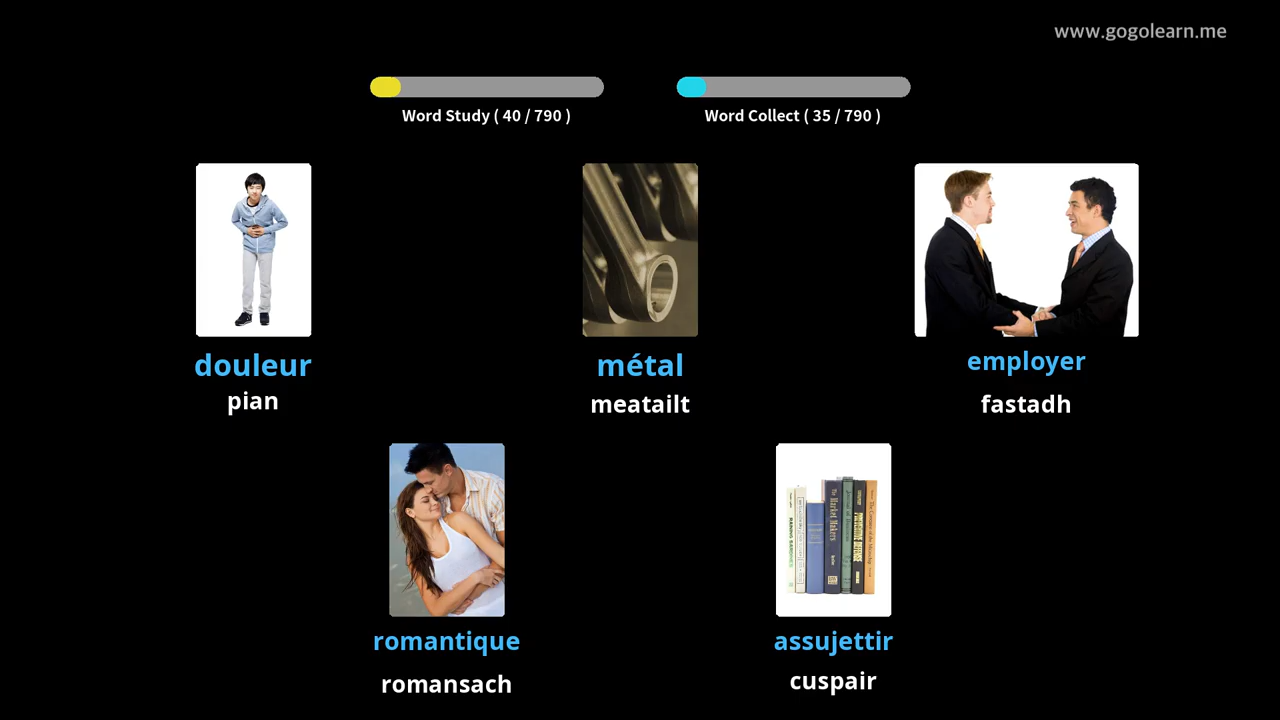 www.gogolearn.me
Word Study ( 40 / 790 )
Word Collect ( 35 / 790 )
douleur
pian
métal
meatailt
employer
fastadh
romantique
romansach
assujettir
cuspair